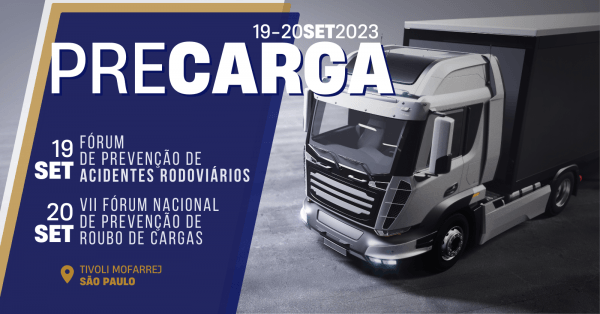 19-20SET2023
PRECARGA
19 SET
FÓRUM
DE PREVENÇÃO DE
ACIDENTES RODOVIÁRIOS
20 SET
VII FÓRUM NACIONAL
DE PREVENÇÃO DE
ROUBO DE CARGAS
TIVOLI MOFARREJ
SÃO PAULO